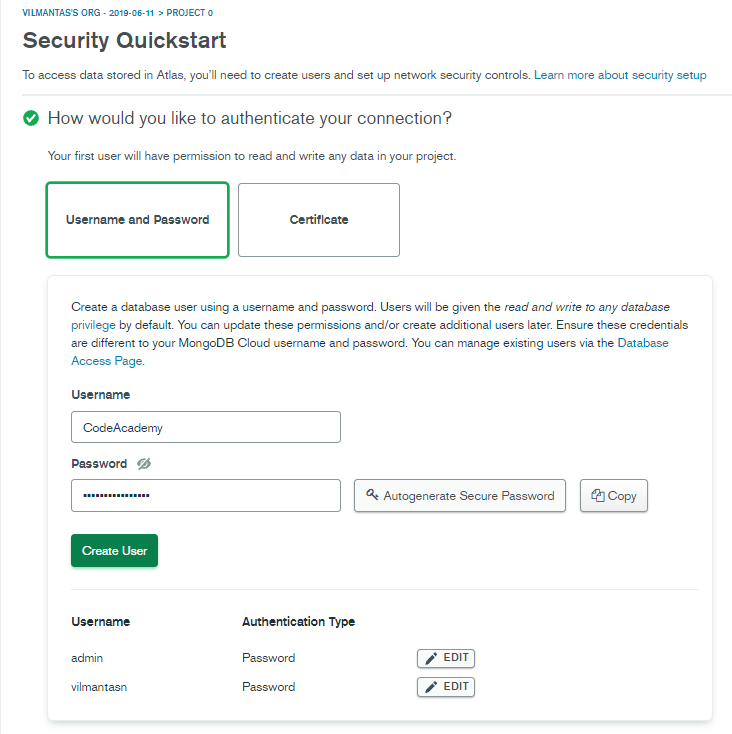 VILMANTAS'S ORG - 2019-06-11 > PROJECT 0
Security Quickstart
To access data stored in Atlas, you'll need to create users and set up network security controls. Learn more about security setup
How would you like to authenticate your connection?
Your first user will have permission to read and write any data in your project.
Username and Password
Certificate
Create a database user using a username and password. Users will be given the read and write to any database
privilege by default. You can update these permissions and/or create additional users later. Ensure these credentials
are different to your MongoDB Cloud username and password. You can manage existing users via the Database
Access Page.
Username
CodeAcademy
Password
••••••••••••••••
Autogenerate Secure Password
Copy
Create User
Username Authentication Type
admin Password EDIT
vilmantasn Password EDIT